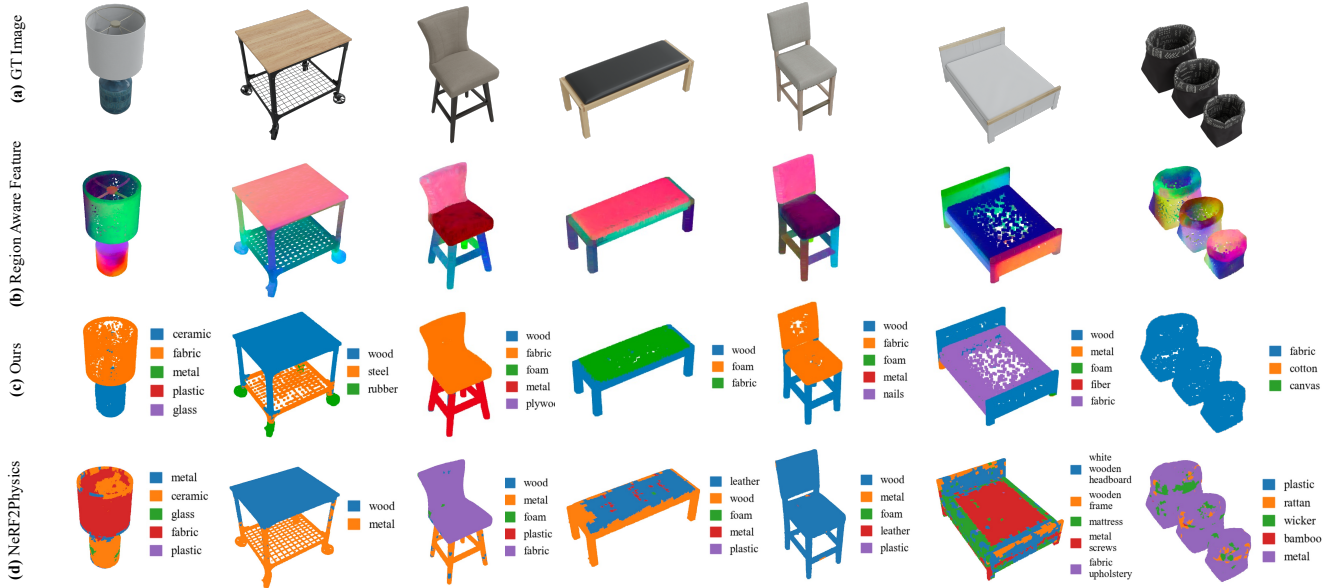 (a) GT Image
(b) Region Aware Feature
(c) Ours
ceramic
fabric
metal
plastic
glass
wood
steel
rubber
wood
fabric
foam
metal
plywo
wood
foam
fabric
wood
fabric
foam
metal
nails
wood
metal
foam
fiber
fabric
fabric
cotton
canvas
(d) NeRF2Physics
metal
ceramic
glass
fabric
plastic
wood
metal
wood
metal
foam
plastic
fabric
leather
wood
foam
metal
plastic
wood
metal
foam
leather
plastic
white
wooden
headboard
wooden
frame
mattress
metal
screws
fabric
upholstery
plastic
rattan
wicker
bamboo
metal